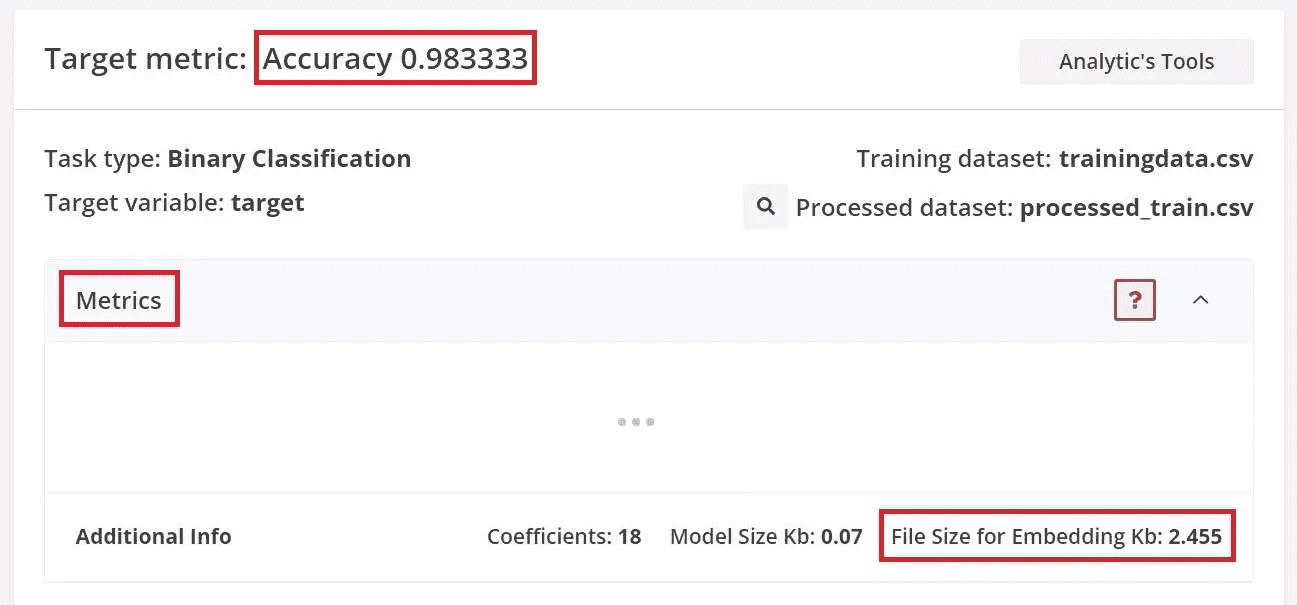 Target metric: Accuracy 0.983333
Analytic's Tools
Task type: Binary Classification
Training dataset: trainingdata.csv
Target variable: target
Processed dataset: processed_train.csv
Metrics
?
Additional Info
Coefficients: 18
Model Size Kb: 0.07
File Size for Embedding Kb: 2.455